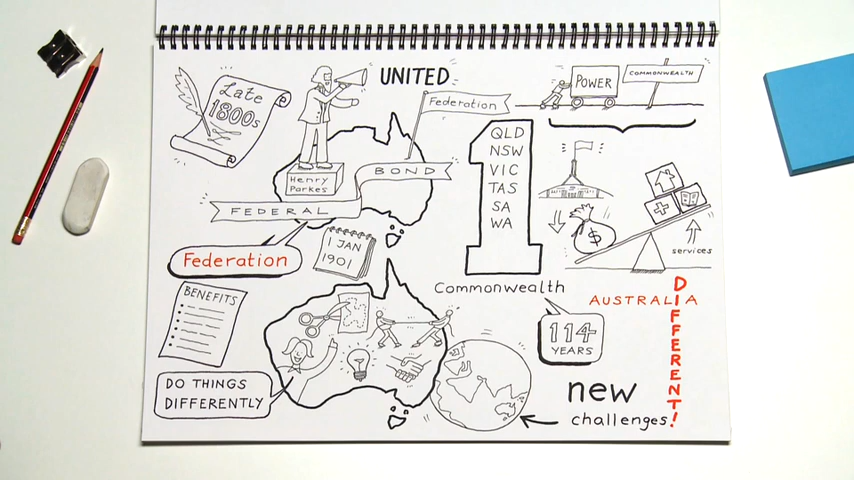 Late
1800s
UNITED
Federation
POWER
COMMONWEALTH
Henry
Parkes
FEDERAL
BOND
QLD
NSW
VIC
TAS
SA
WA
1
$
services
Federation
1 JAN
1901
Commonwealth
114
YEARS
BENEFITS
DO THINGS
DIFFERENTLY
AUSTRALIA
DIFFERENT!
new
challenges